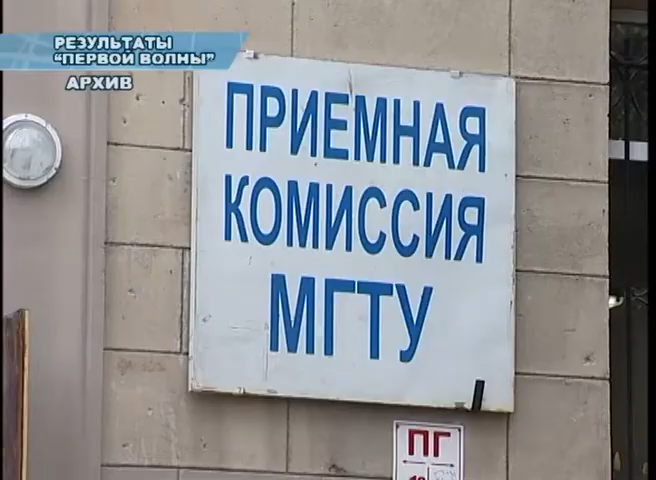 РЕЗУЛЬТАТЫ
"ПЕРВОЙ ВОЛНЫ"
АРХИВ
ПРИЕМНАЯ
КОМИССИЯ
МГТУ
ПГ